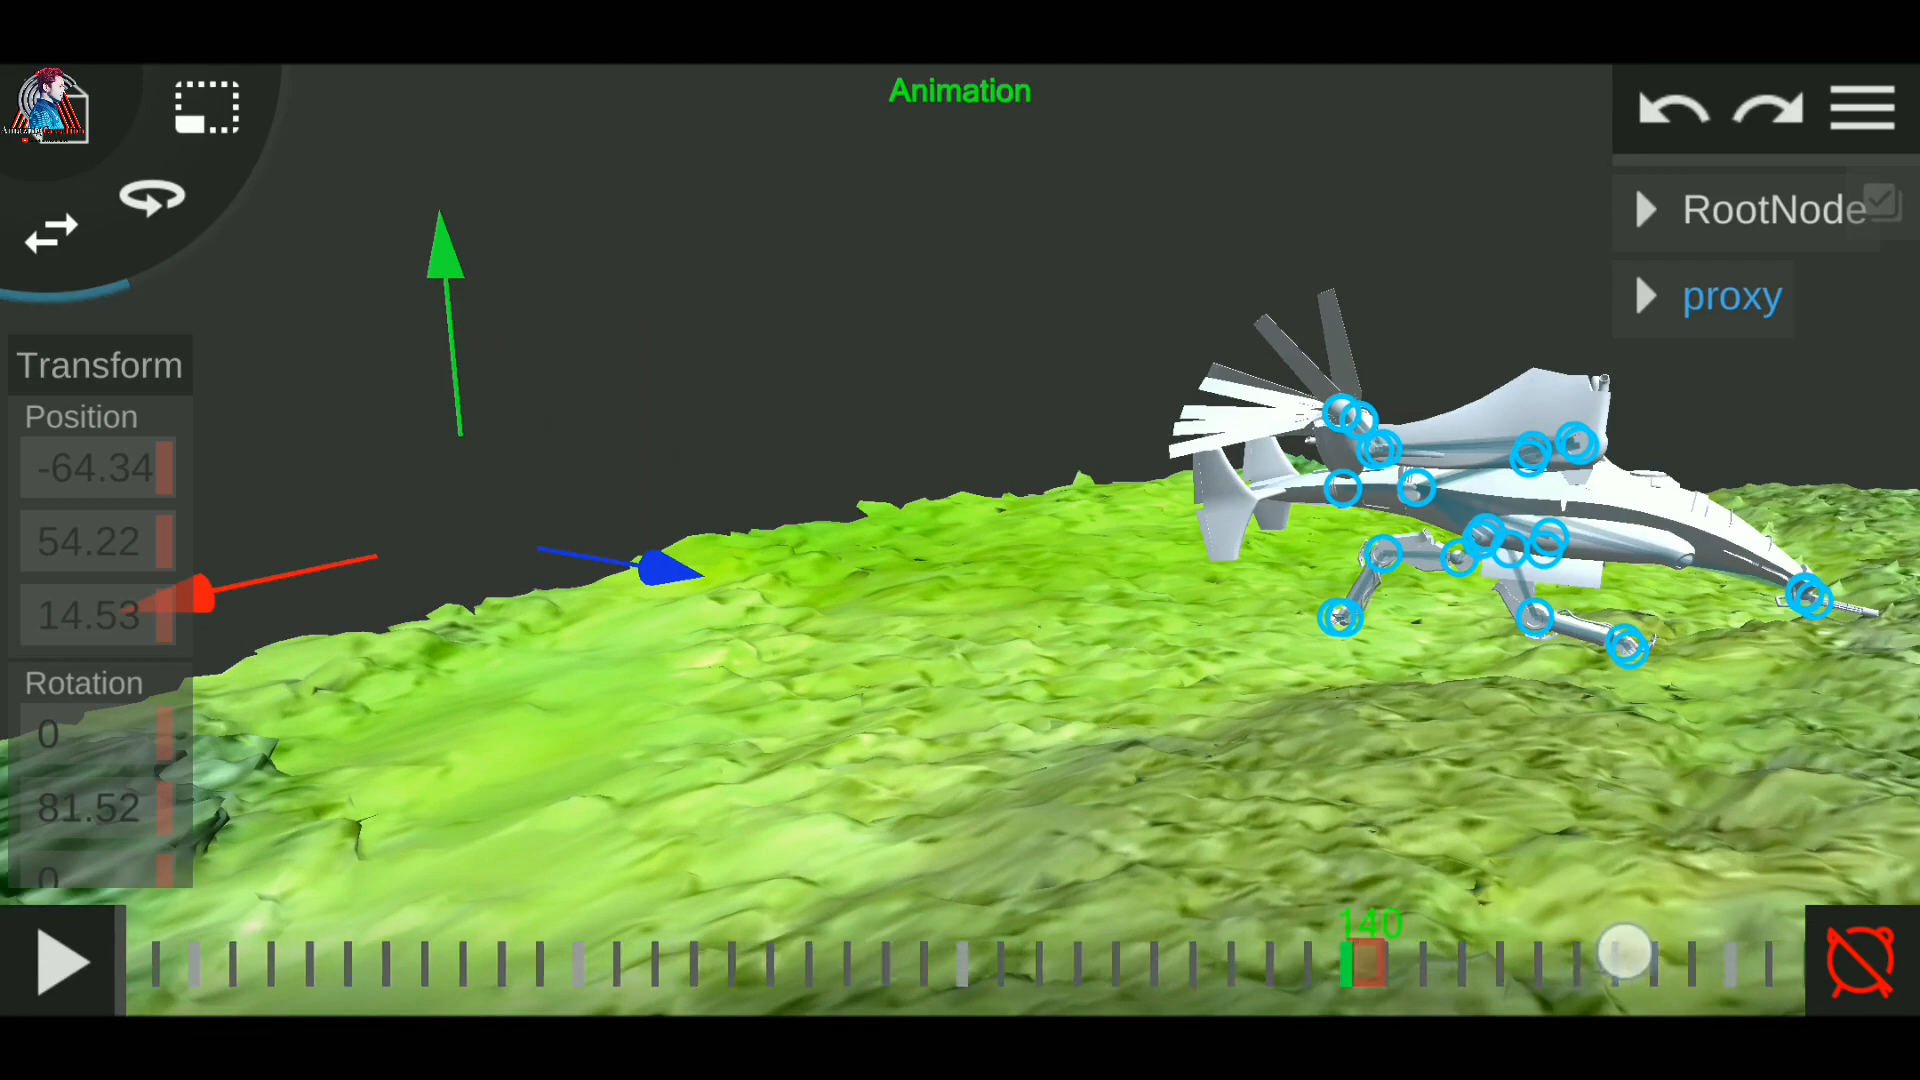 Animation
RootNode
proxy
Transform
Position
-64.34
54.22
14.53
Rotation
0
81.52
0
140